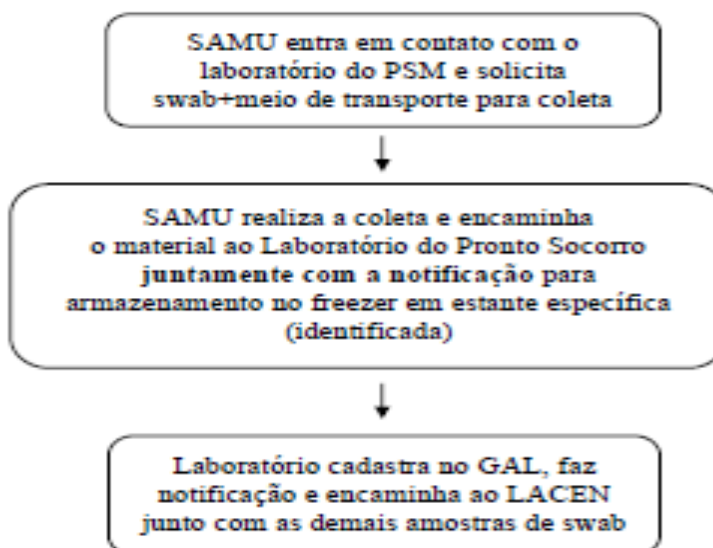 SAMU entra em contato com o
laboratório do PSM e solicita
swab+meio de transporte para coleta
SAMU realiza a coleta e encaminha
o material ao Laboratório do Pronto Socorro
juntamente com a notificação para
armazenamento no freezer em estante específica
(identificada)
Laboratório cadastra no GAL, faz
notificação e encaminha ao LACEN
junto com as demais amostras de swab